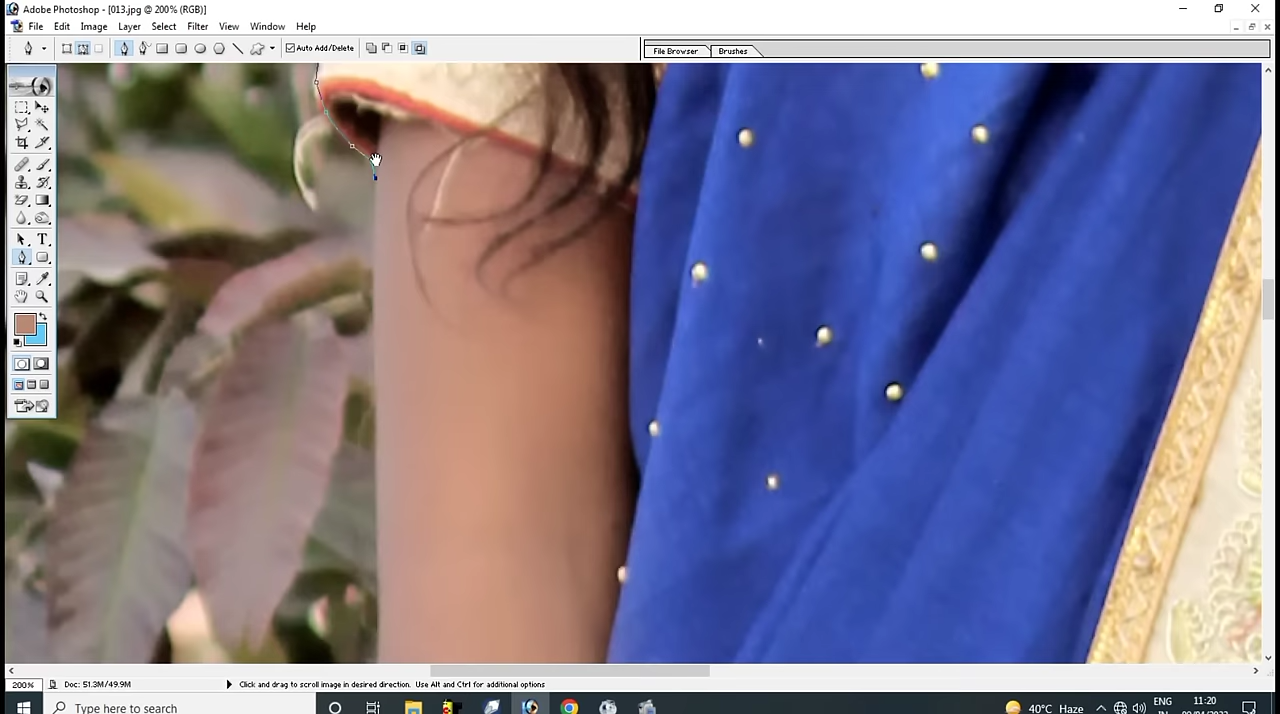 Adobe Photoshop - [013.jpg @ 200% (RGB)]
File Edit Image Layer Select Filter View Window Help
Auto Add/Delete
File Browser Brushes
T
200% Doc: 51.3M/49.9M Click and drag to scroll image in desired direction. Use Alt and Ctrl for additional options
Type here to search
40°C Haze
ENG
IN
11:20